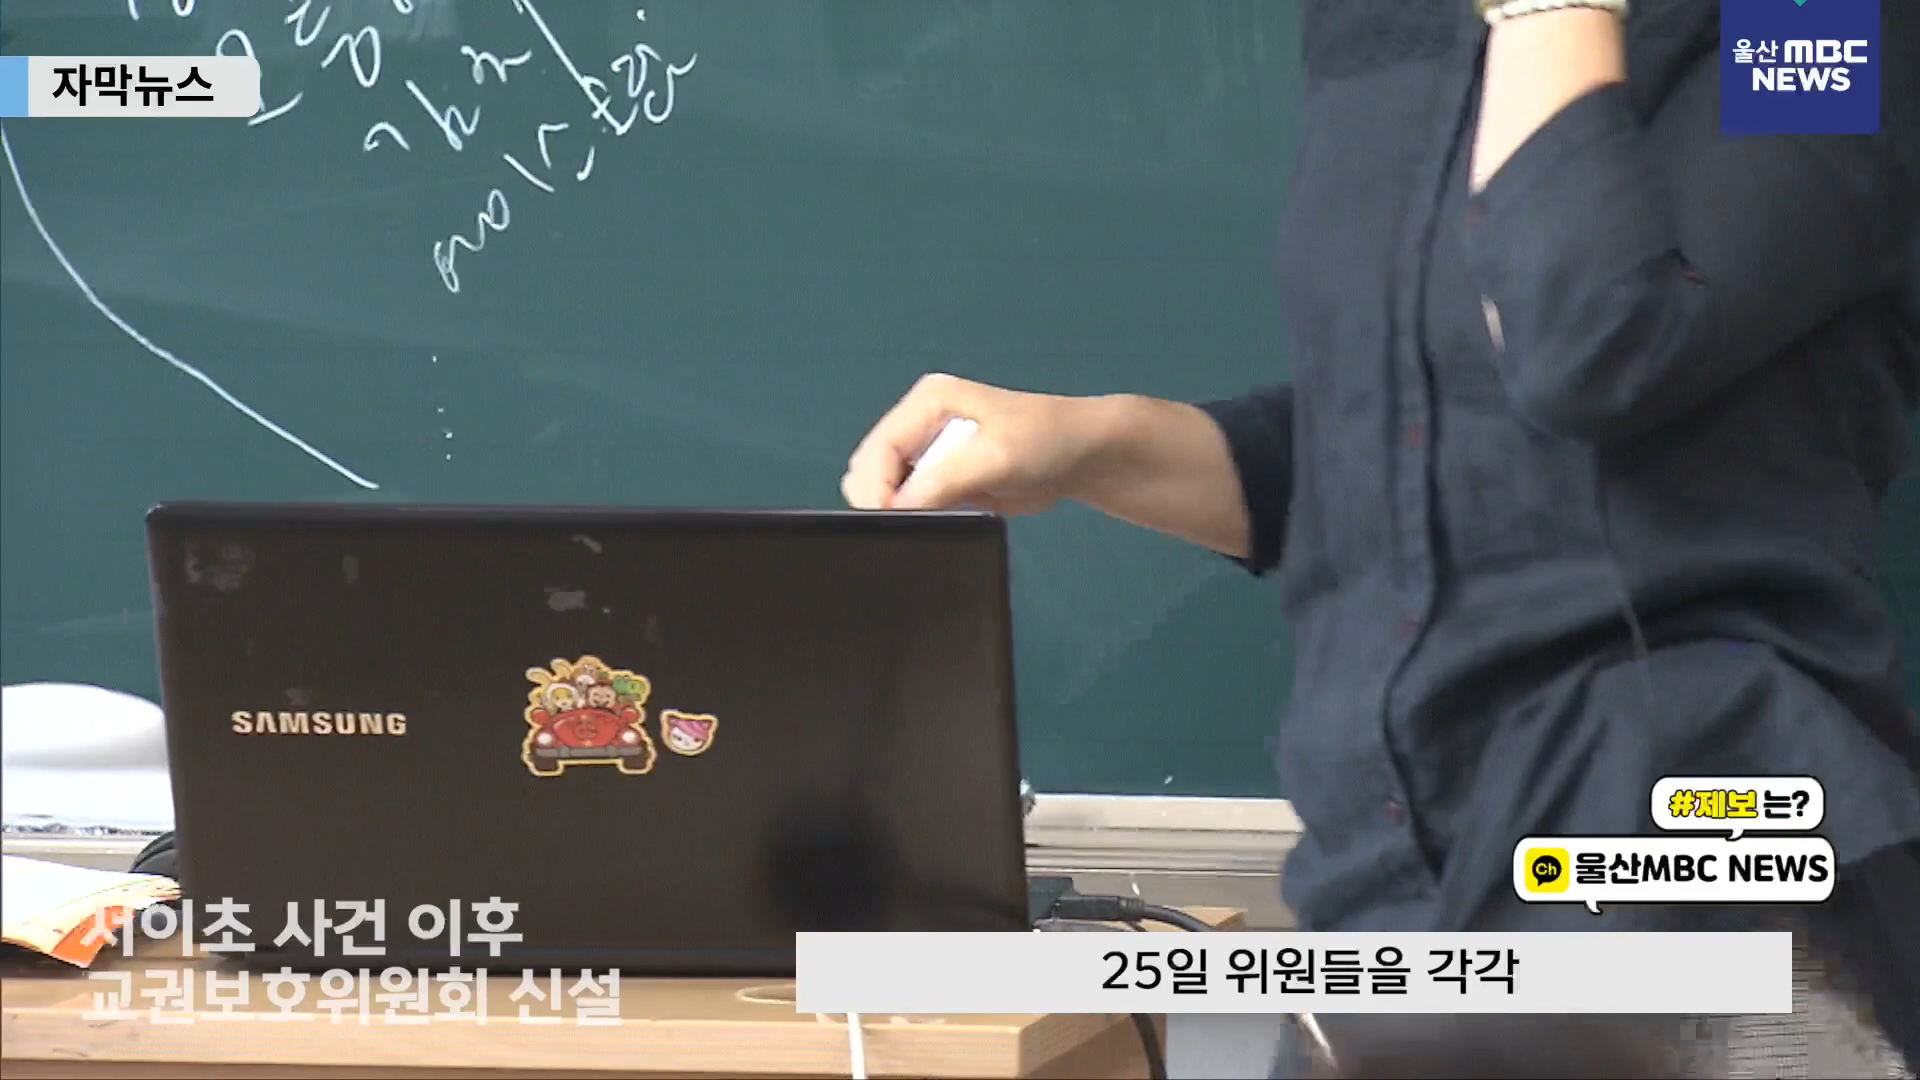 자막뉴스
울산 MBC
NEWS
SAMSUNG
#제보는?
Ch 울산MBC NEWS
서이초 사건 이후
교권보호위원회 신설
25일 위원들을 각각